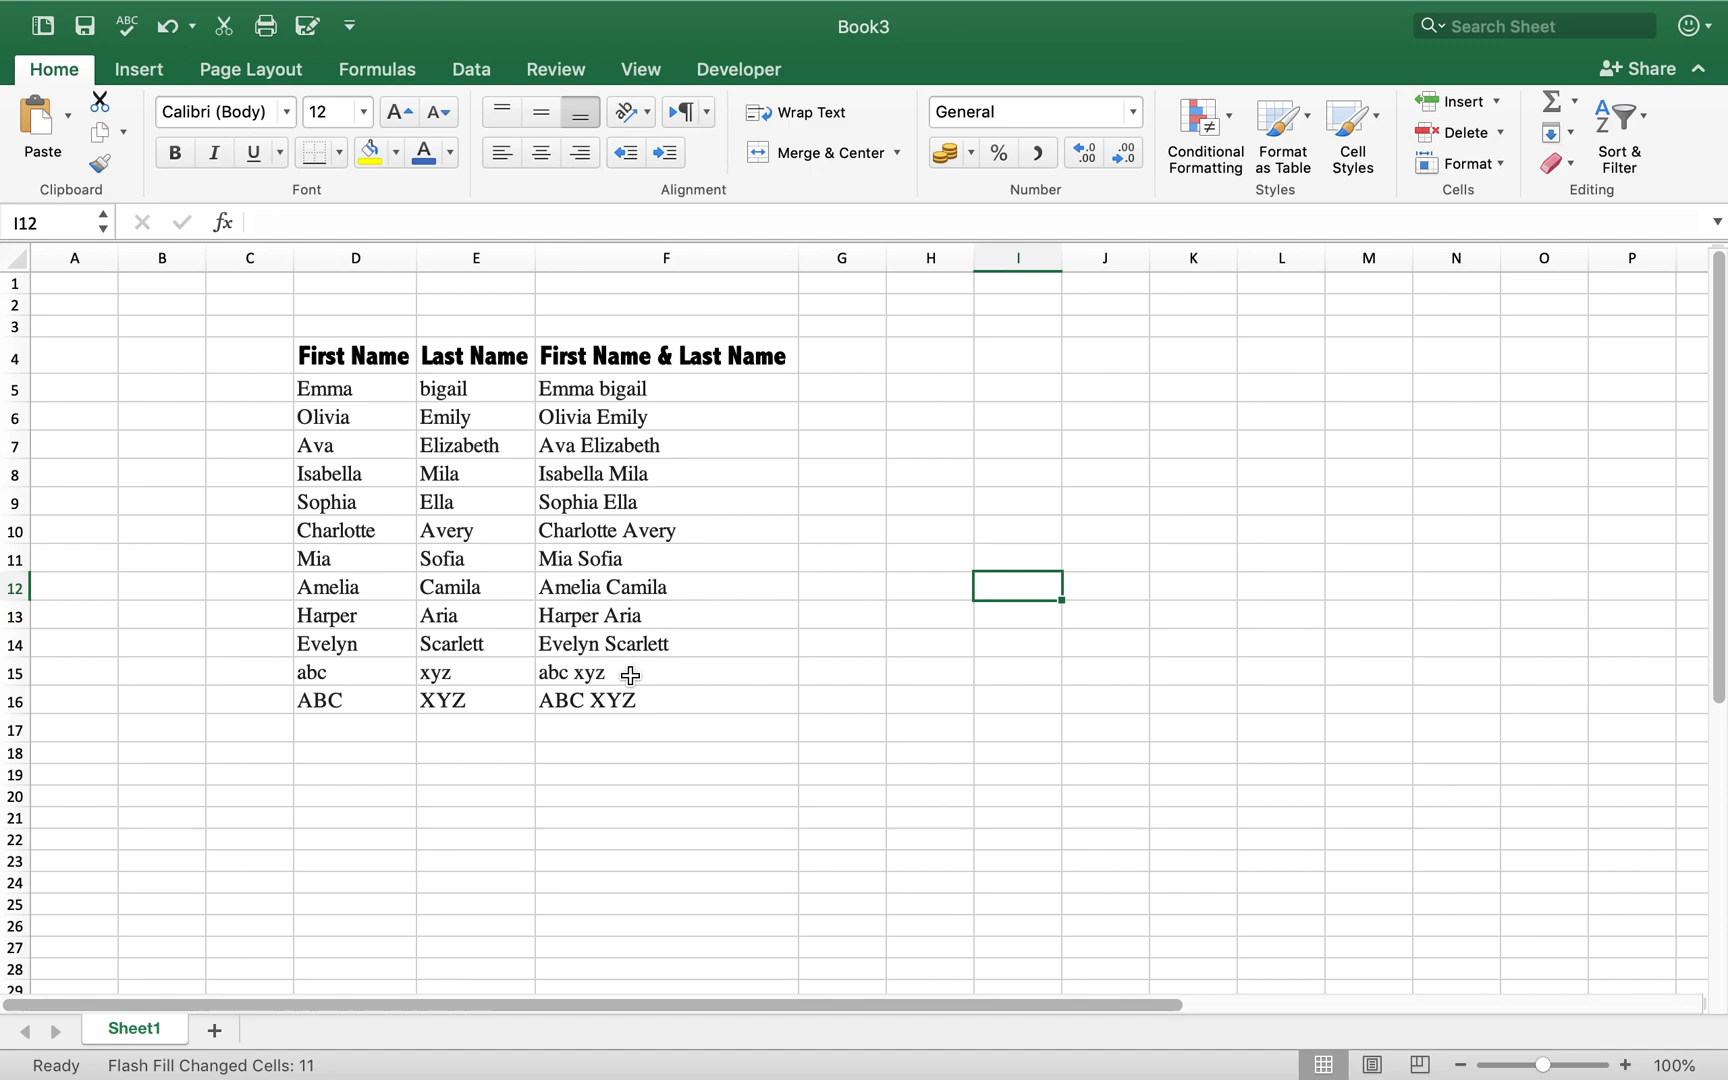 ABC
Book3
Search Sheet
Home Insert Page Layout Formulas Data Review View Developer
Share
Paste
Clipboard
Calibri (Body) 12 A A
B I U A
Font
ab
Wrap Text
Merge & Center
Alignment
General
% .0 .00 .00 .0
Number
Conditional Formatting
Format as Table
Cell Styles
Styles
Insert
Delete
Format
Cells
A Z
Sort & Filter
Editing
I12 fx
A B C D E F G H I J K L M N O P
1
2
3
4 First Name Last Name First Name & Last Name
5 Emma bigail Emma bigail
6 Olivia Emily Olivia Emily
7 Ava Elizabeth Ava Elizabeth
8 Isabella Mila Isabella Mila
9 Sophia Ella Sophia Ella
10 Charlotte Avery Charlotte Avery
11 Mia Sofia Mia Sofia
12 Amelia Camila Amelia Camila
13 Harper Aria Harper Aria
14 Evelyn Scarlett Evelyn Scarlett
15 abc xyz abc xyz
16 ABC XYZ ABC XYZ
17
18
19
20
21
22
23
24
25
26
27
28
29
Sheet1
Ready Flash Fill Changed Cells: 11
100%